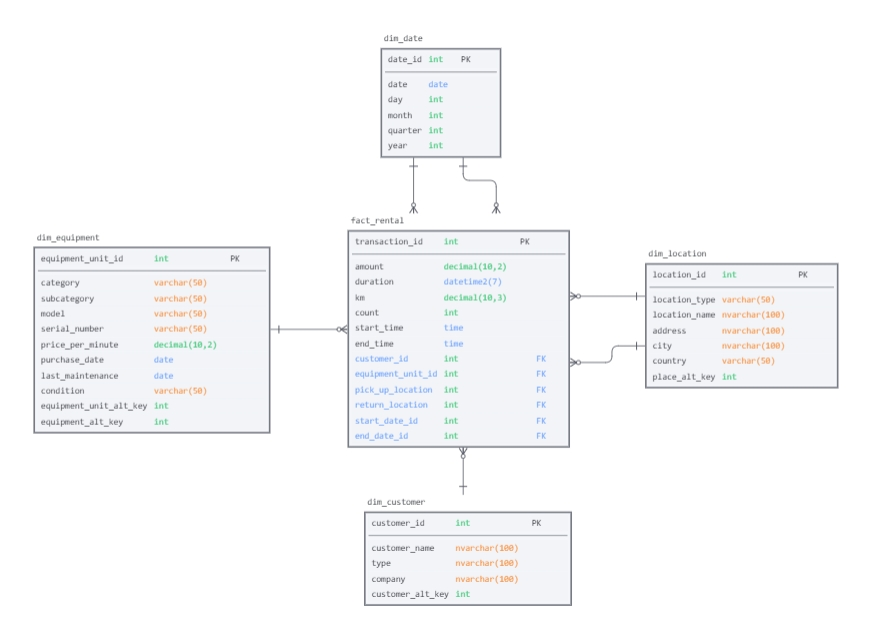 dim_date
date_id int PK
date date
day int
month int
quarter int
year int
fact_rental
transaction_id int PK
amount decimal(10,2)
duration datetime2(7)
km decimal(10,3)
count int
start_time time
end_time time
customer_id int FK
equipment_unit_id int FK
pick_up_location int FK
return_location int FK
start_date_id int FK
end_date_id int FK
dim_equipment
equipment_unit_id int PK
category varchar(50)
subcategory varchar(50)
model varchar(50)
serial_number varchar(50)
price_per_minute decimal(10,2)
purchase_date date
last_maintenance date
condition varchar(50)
equipment_unit_alt_key int
equipment_alt_key int
dim_location
location_id int PK
location_type varchar(50)
location_name nvarchar(100)
address nvarchar(100)
city nvarchar(100)
country varchar(50)
place_alt_key int
dim_customer
customer_id int PK
customer_name nvarchar(100)
type nvarchar(100)
company nvarchar(100)
customer_alt_key int